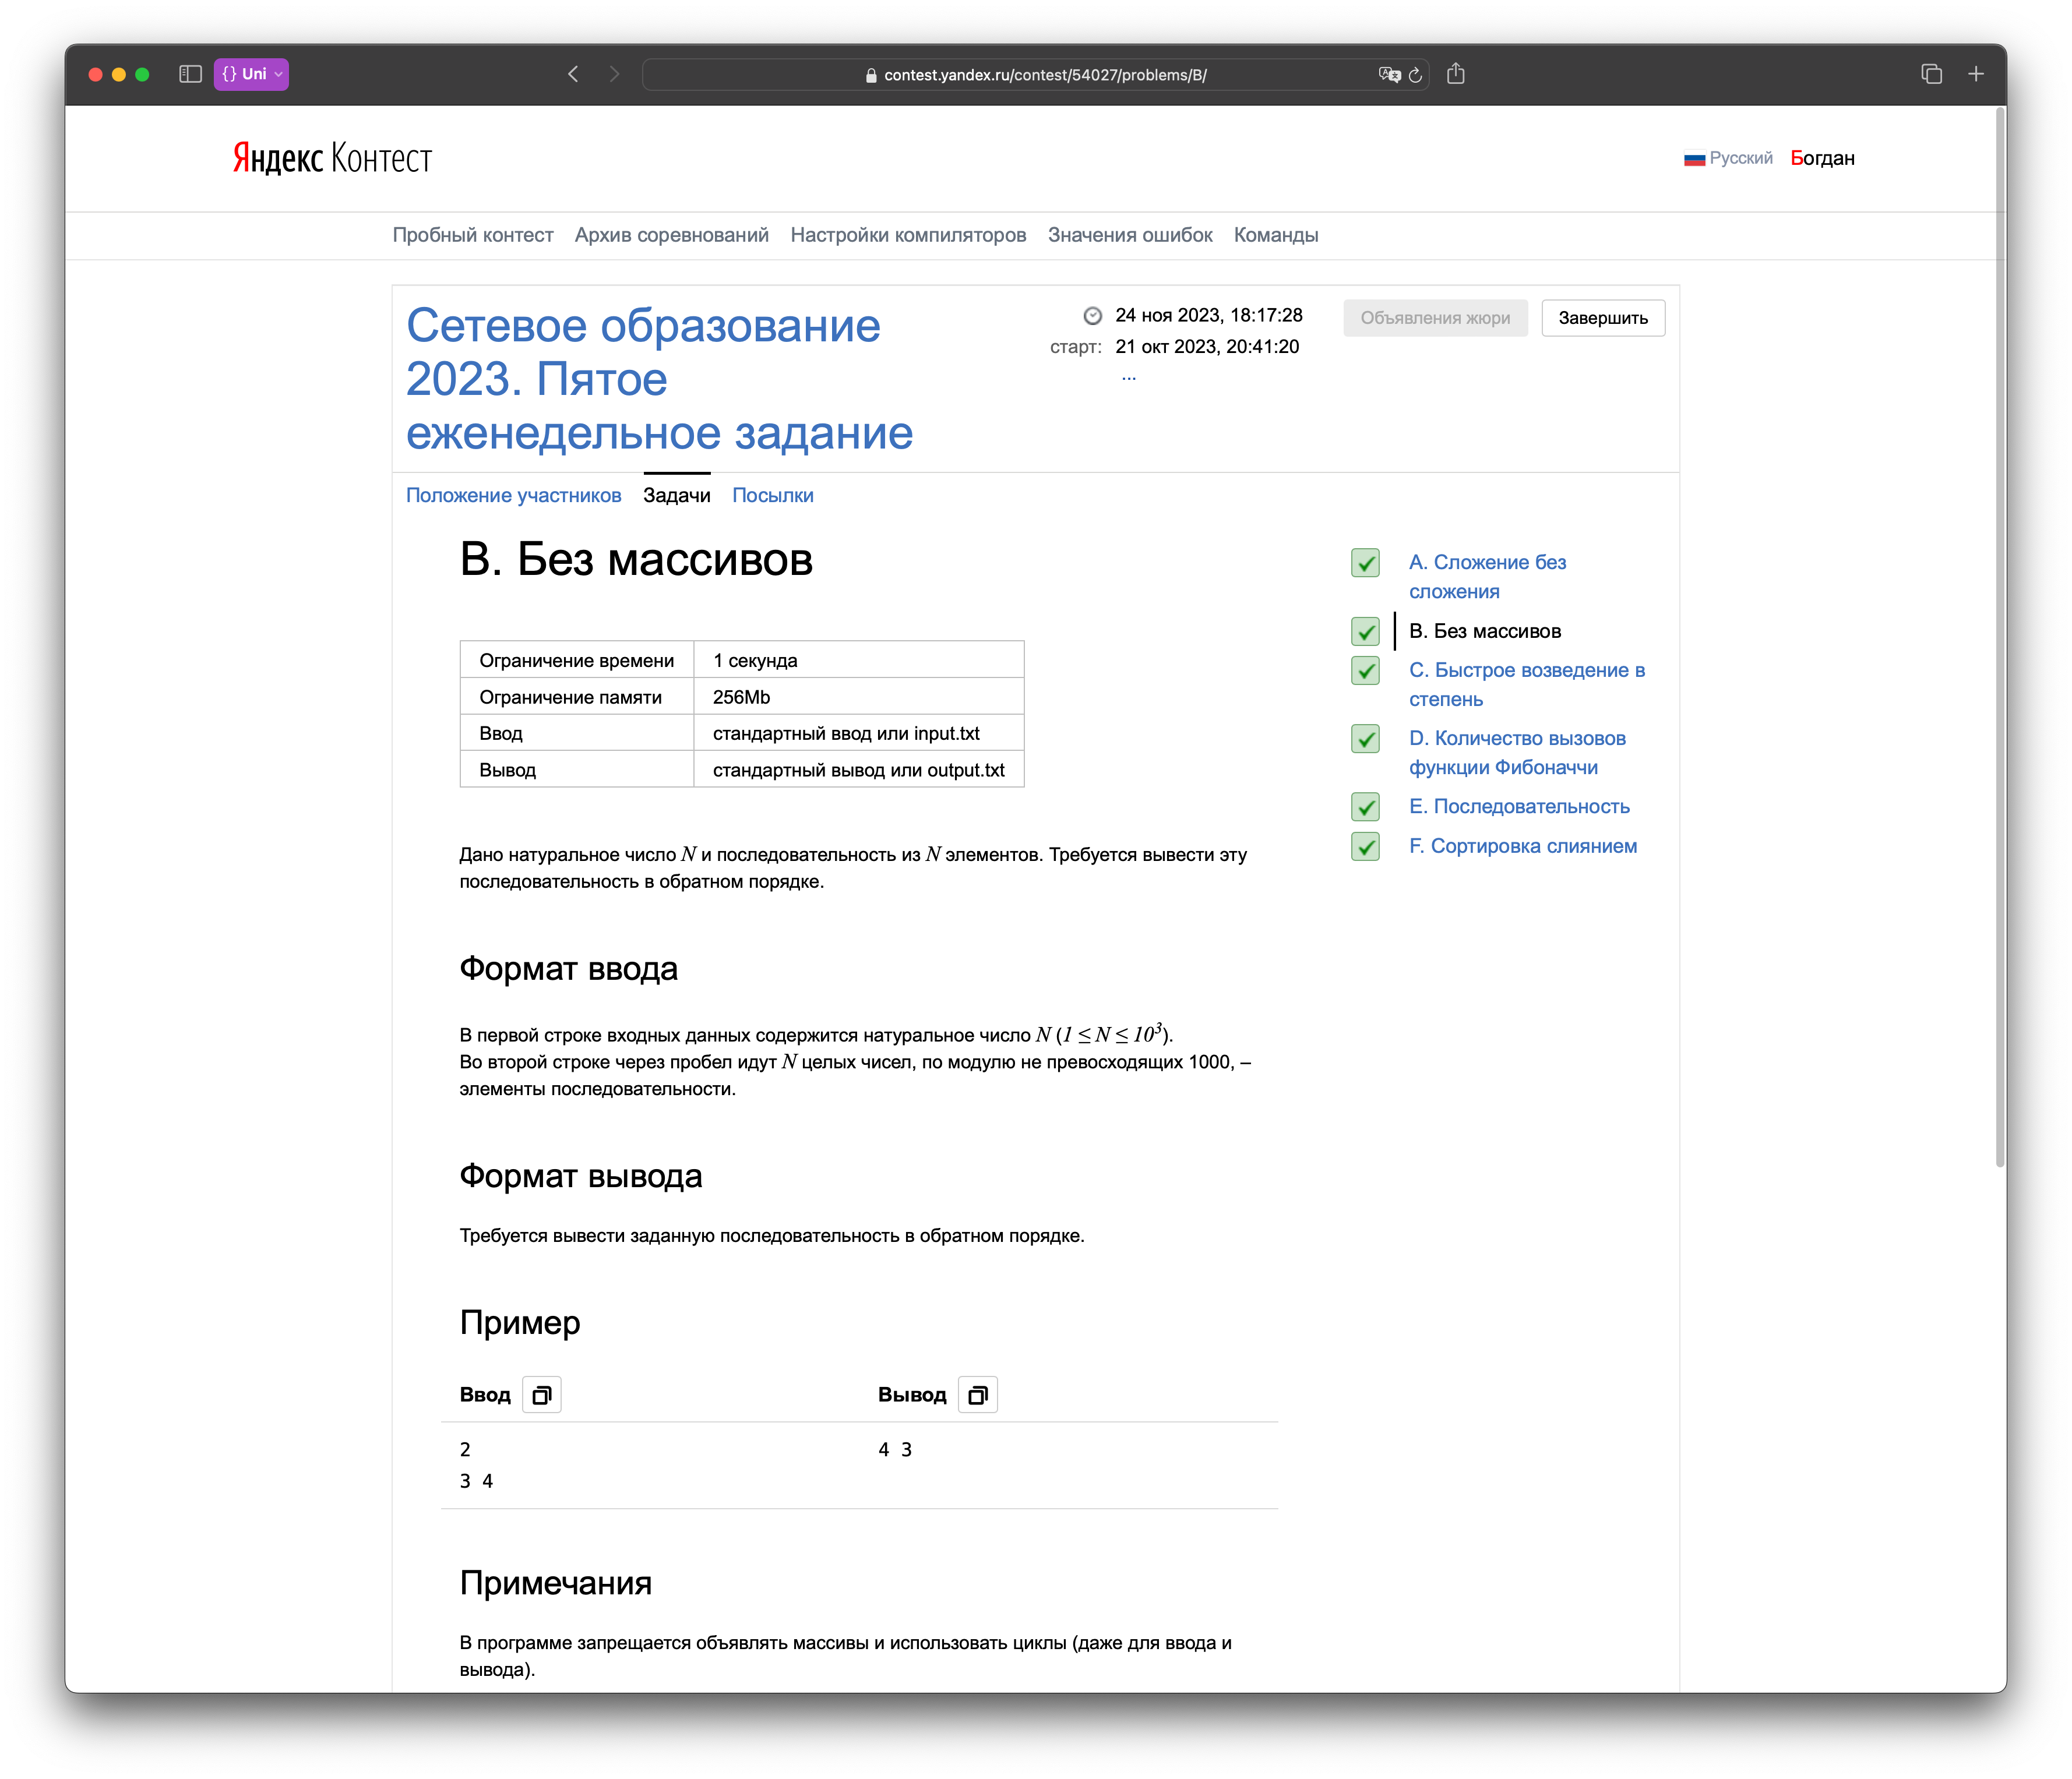 {} Uni
contest.yandex.ru/contest/54027/problems/B/
Яндекс Контест
Русский Богдан
Пробный контест Архив соревнований Настройки компиляторов Значения ошибок Команды
Сетевое образование
2023. Пятое
еженедельное задание
24 ноя 2023, 18:17:28
старт: 21 окт 2023, 20:41:20
...
Объявления жюри Завершить
Положение участников Задачи Посылки
B. Без массивов
Ограничение времени 1 секунда
Ограничение памяти 256Mb
Ввод стандартный ввод или input.txt
Вывод стандартный вывод или output.txt
Дано натуральное число N и последовательность из N элементов. Требуется вывести эту
последовательность в обратном порядке.
Формат ввода
В первой строке входных данных содержится натуральное число N (1 ≤ N ≤ 10³).
Во второй строке через пробел идут N целых чисел, по модулю не превосходящих 1000, –
элементы последовательности.
Формат вывода
Требуется вывести заданную последовательность в обратном порядке.
Пример
Ввод Вывод
2 4 3
3 4
Примечания
В программе запрещается объявлять массивы и использовать циклы (даже для ввода и
вывода).
A. Сложение без
сложения
B. Без массивов
C. Быстрое возведение в
степень
D. Количество вызовов
функции Фибоначчи
E. Последовательность
F. Сортировка слиянием